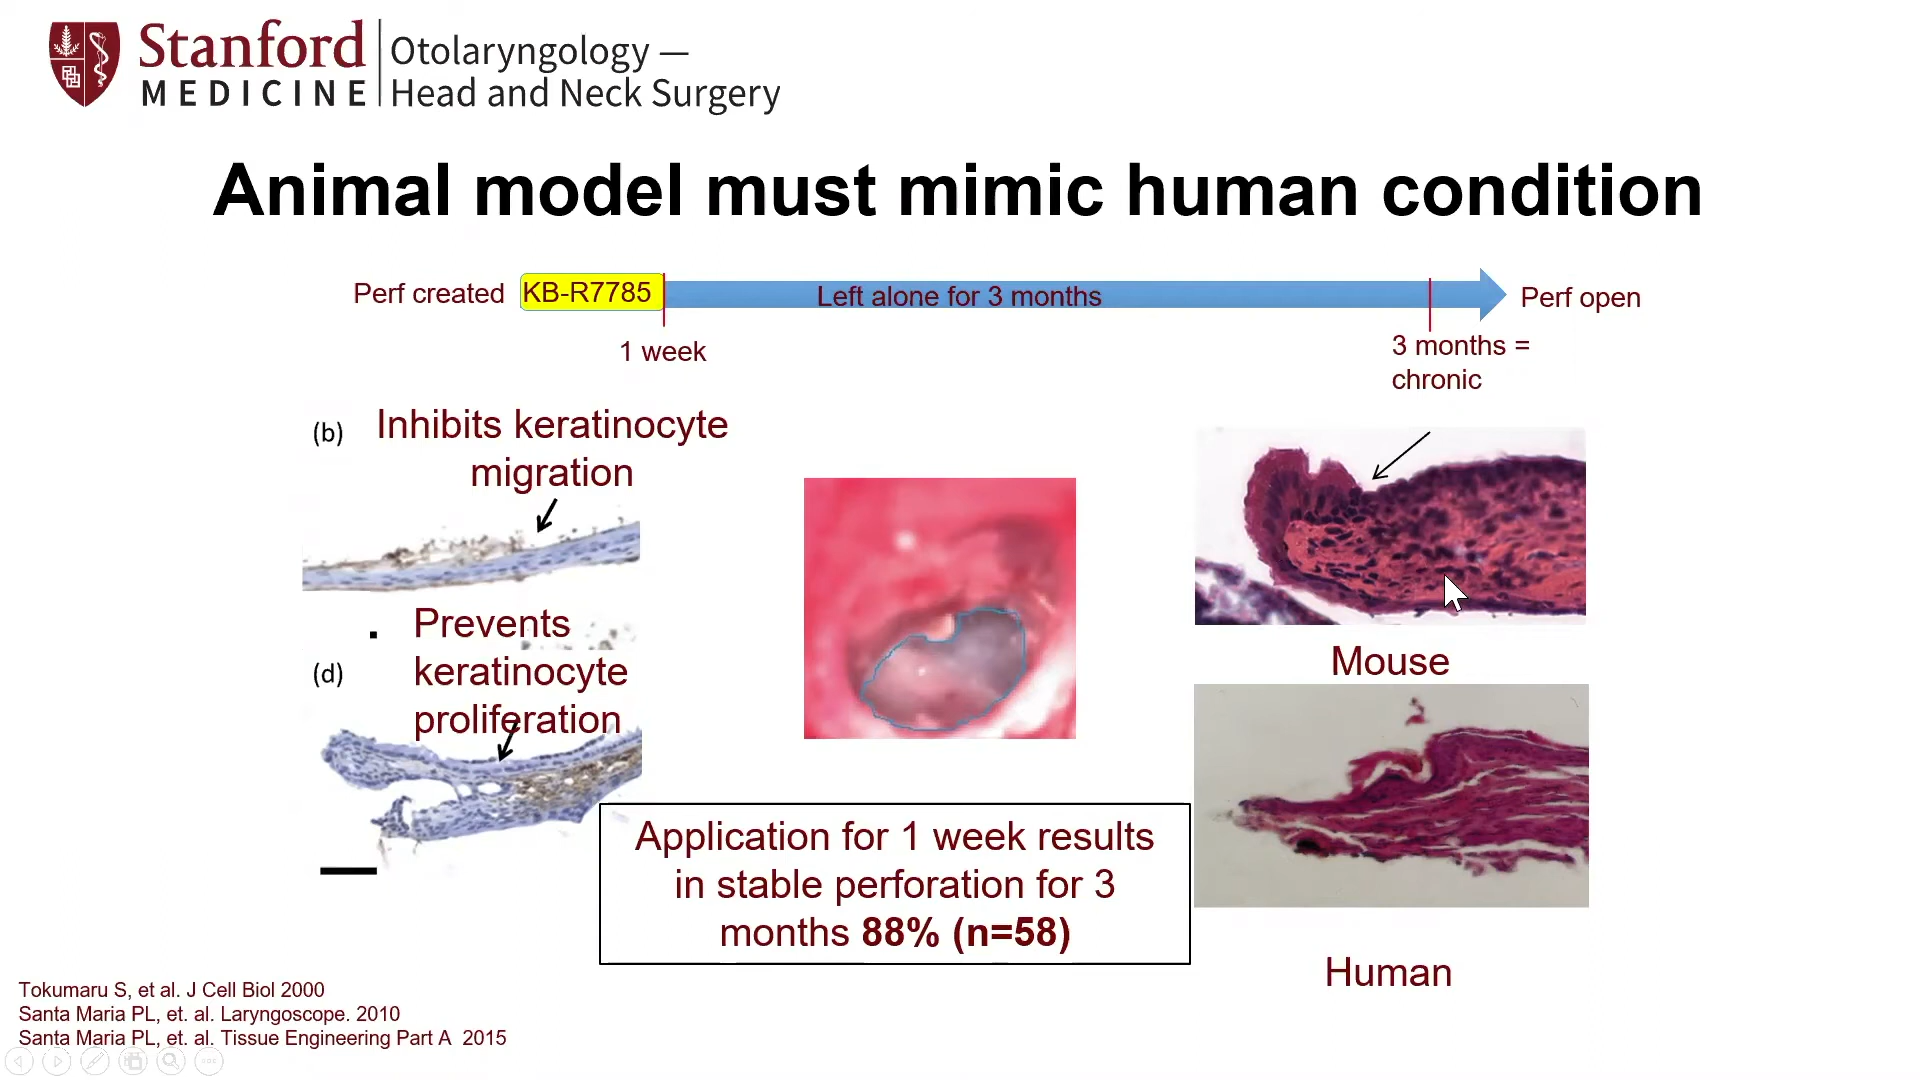 Stanford
MEDICINE
Otolaryngology —
Head and Neck Surgery
Animal model must mimic human condition
Perf created
KB-R7785
Left alone for 3 months
Perf open
1 week
3 months =
chronic
(b)
Inhibits keratinocyte
migration
Prevents
(d)
keratinocyte
proliferation
Mouse
Application for 1 week results
in stable perforation for 3
months 88% (n=58)
Human
Tokumaru S, et al. J Cell Biol 2000
Santa Maria PL, et. al. Laryngoscope. 2010
Santa Maria PL, et. al. Tissue Engineering Part A  2015